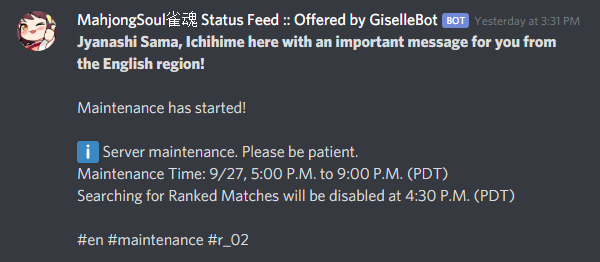 MahjongSoul雀魂 Status Feed :: Offered by GiselleBot BOT Yesterday at 3:31 PM
Jyanashi Sama, Ichihime here with an important message for you from
the English region!
Maintenance has started!
ℹ️ Server maintenance. Please be patient.
Maintenance Time: 9/27, 5:00 P.M. to 9:00 P.M. (PDT)
Searching for Ranked Matches will be disabled at 4:30 P.M. (PDT)
#en #maintenance #r_02